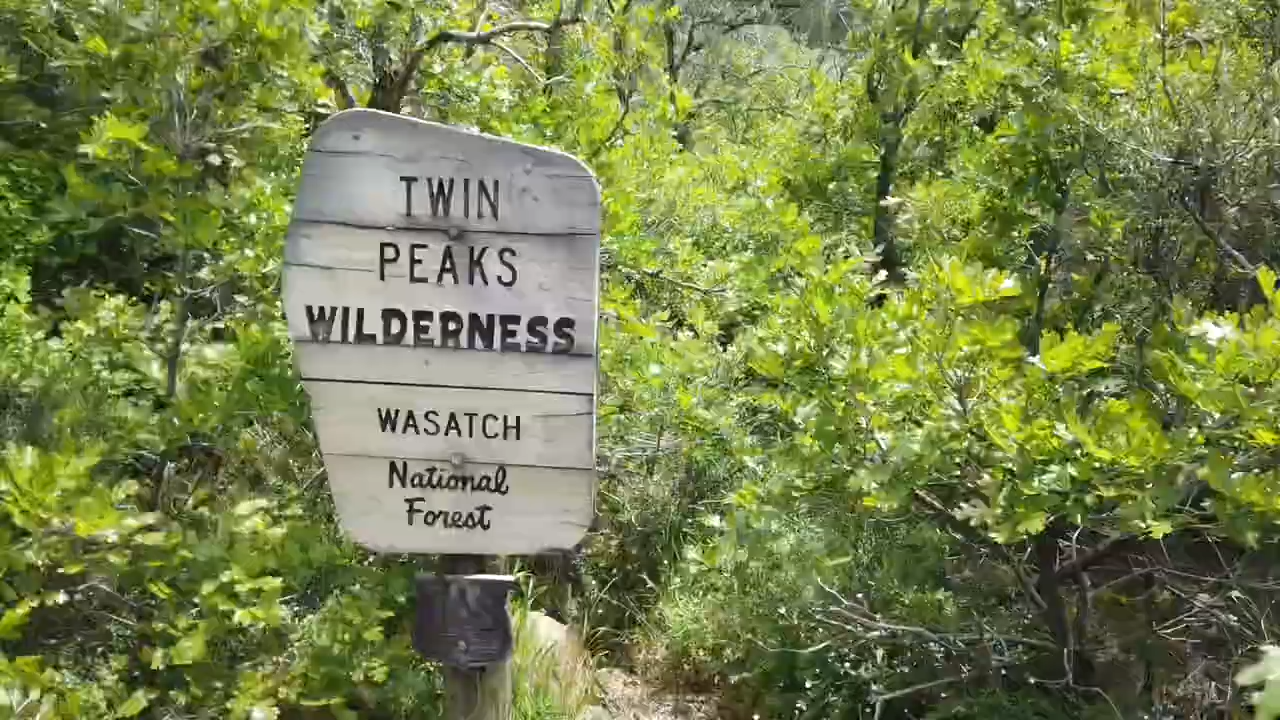 TWIN
PEAKS
WILDERNESS
WASATCH
National
Forest